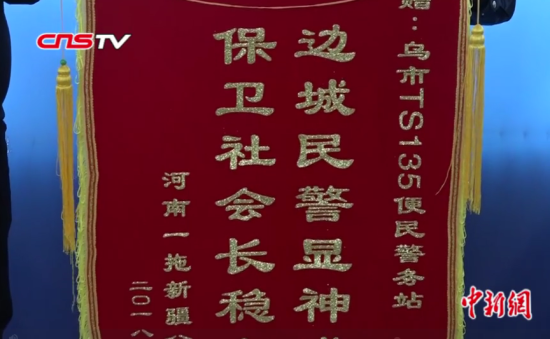 CNSTV
赠：乌市TS135便民警务站
边城民警显神
保卫社会长稳
河南一拖新疆
二〇一八
中新網